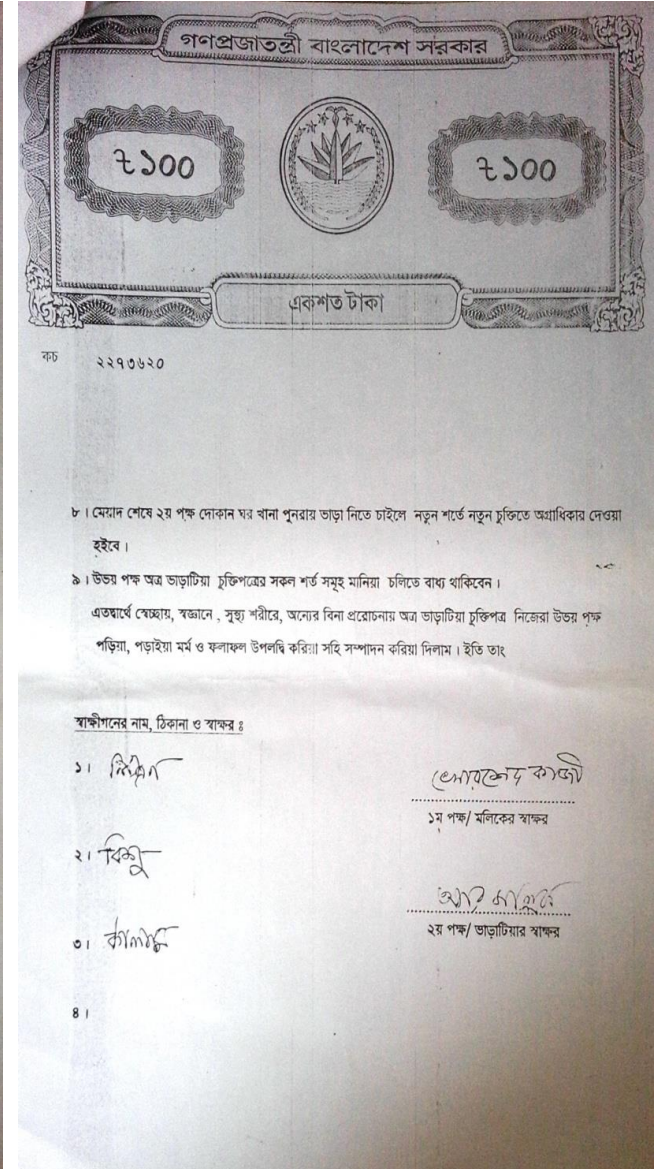 গণপ্রজাতন্ত্রী বাংলাদেশ সরকার
৳১০০
৳১০০
একশত টাকা
কচ ২২৭৩৬২০
৮। মেয়াদ শেষে ২য় পক্ষ দোকান ঘর খানা পুনরায় ভাড়া নিতে চাইলে নতুন শর্তে নতুন চুক্তিতে অগ্রাধিকার দেওয়া
হইবে।
৯। উভয় পক্ষ অত্র ভাড়াটিয়া চুক্তিপত্রের সকল শর্ত সমূহ মানিয়া চলিতে বাধ্য থাকিবেন।
এতদ্বার্থে স্বেচ্ছায়, স্বজ্ঞানে, সুস্থ্য শরীরে, অন্যের বিনা প্ররোচনায় অত্র ভাড়াটিয়া চুক্তিপত্র নিজেরা উভয় পক্ষ
পড়িয়া, পড়াইয়া মর্ম ও ফলাফল উপলব্ধি করিয়া সহি সম্পাদন করিয়া দিলাম। ইতি তাং
স্বাক্ষীগনের নাম, ঠিকানা ও স্বাক্ষর ঃ
১।
খোরশেদ কাজী
১ম পক্ষ/ মলিকের স্বাক্ষর
২। বিষ্ণু
২য় পক্ষ/ ভাড়াটিয়ার স্বাক্ষর
৩।
৪।